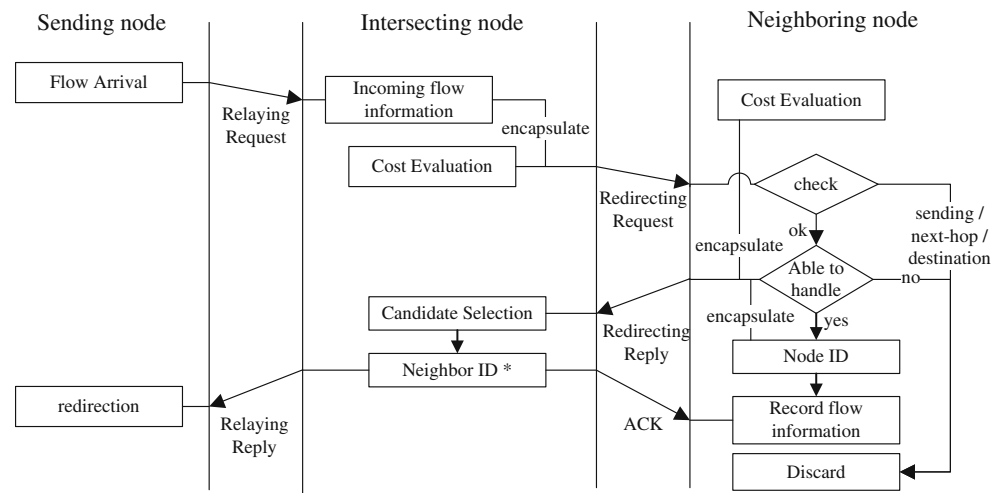 Sending node
Intersecting node
Neighboring node
Flow Arrival
Relaying
Request
Incoming flow
information
encapsulate
Cost Evaluation
Redirecting
Request
Cost Evaluation
check
sending /
next-hop /
destination
ok
encapsulate
Able to
handle
no
yes
encapsulate
Redirecting
Reply
Candidate Selection
Neighbor ID *
Node ID
redirection
Relaying
Reply
ACK
Record flow
information
Discard